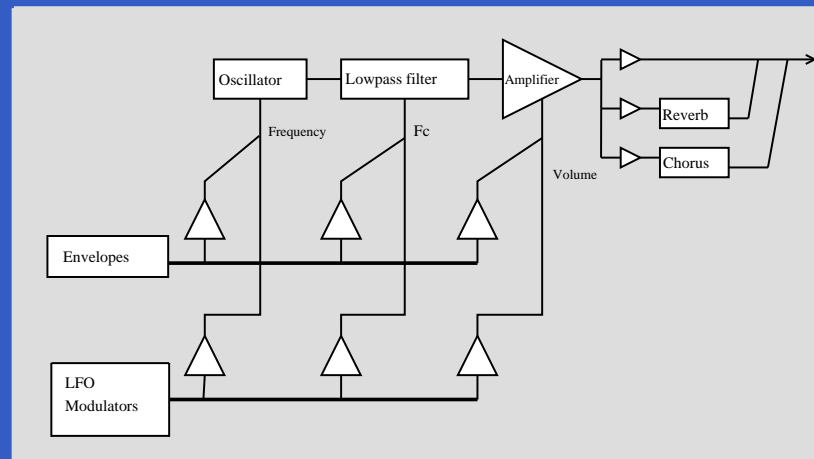 Oscillator
Lowpass filter
Amplifier
Reverb
Chorus
Frequency
Fc
Volume
Envelopes
LFO
Modulators